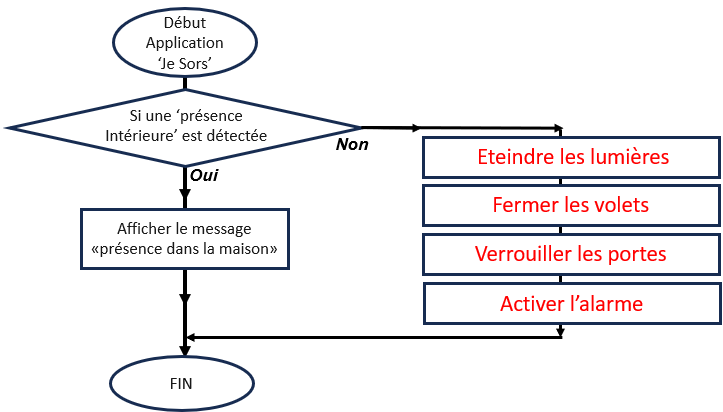 Début
Application
‘Je Sors’
Si une ‘présence
Intérieure’ est détectée
Non
Oui
Eteindre les lumières
Fermer les volets
Verrouiller les portes
Activer l’alarme
Afficher le message
«présence dans la maison»
FIN